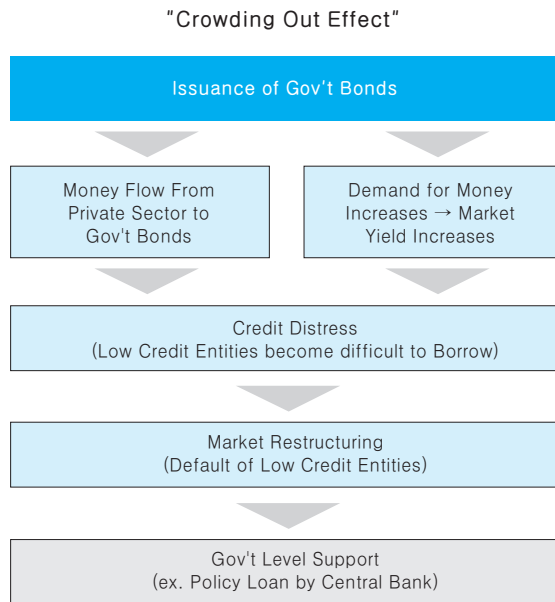 "Crowding Out Effect"
Issuance of Gov't Bonds
Money Flow From
Private Sector to
Gov't Bonds
Demand for Money
Increases → Market
Yield Increases
Credit Distress
(Low Credit Entities become difficult to Borrow)
Market Restructuring
(Default of Low Credit Entities)
Gov't Level Support
(ex. Policy Loan by Central Bank)